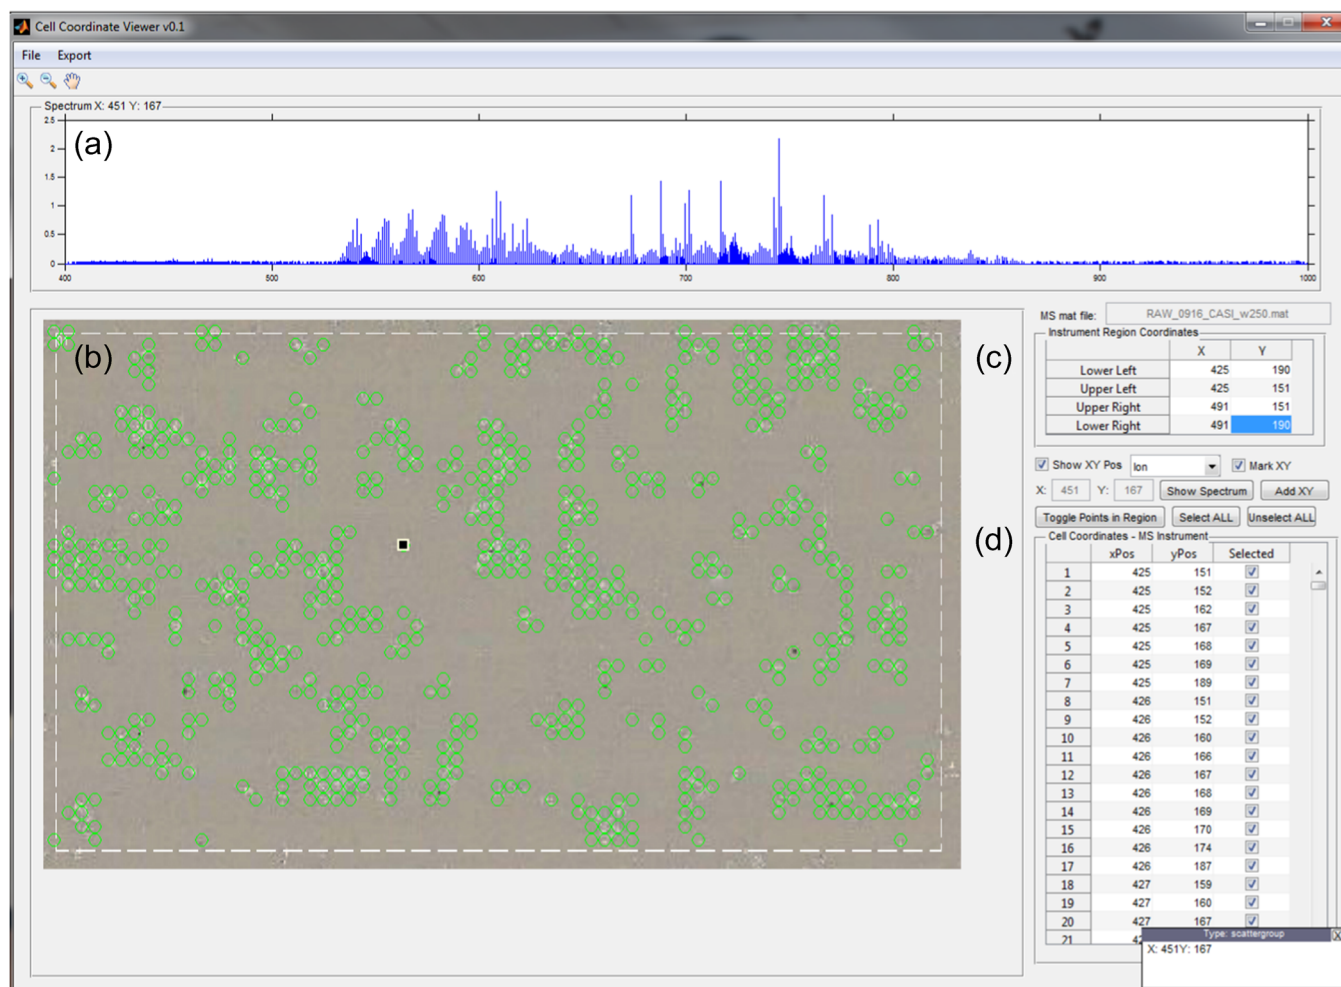 Cell Coordinate Viewer v0.1
File Export
Spectrum X: 451 Y: 167
(a)
2.5
2
1.5
1
0.5
0
400 500 600 700 800 900 1000
(b)
(c)
MS mat file: RAW_0916_CASI_w250.mat
Instrument Region Coordinates
X Y
Lower Left 425 190
Upper Left 425 151
Upper Right 491 151
Lower Right 491 190
Show XY Pos Ion Mark XY
X: 451 Y: 167 Show Spectrum Add XY
Toggle Points in Region Select ALL Unselect ALL
(d)
Cell Coordinates - MS Instrument
xPos yPos Selected
1 425 151
2 425 152
3 425 162
4 425 167
5 425 168
6 425 169
7 425 189
8 426 151
9 426 152
10 426 160
11 426 166
12 426 167
13 426 168
14 426 169
15 426 170
16 426 174
17 426 187
18 427 159
19 427 160
20 427 167
21
Type: scattergroup
X: 451Y: 167